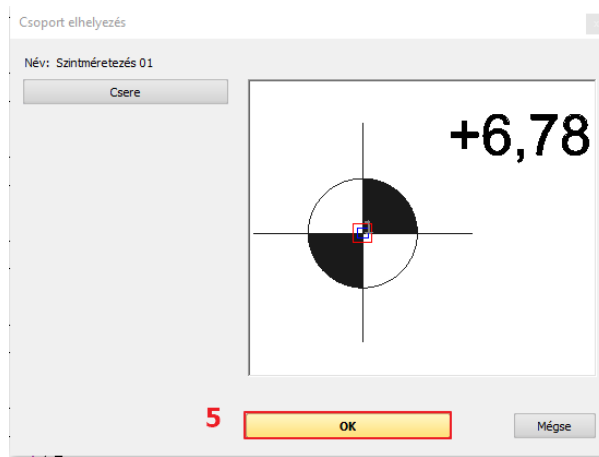 Csoport elhelyezés
Név: Szintméretezés 01
Csere
+6,78
5
OK
Mégse